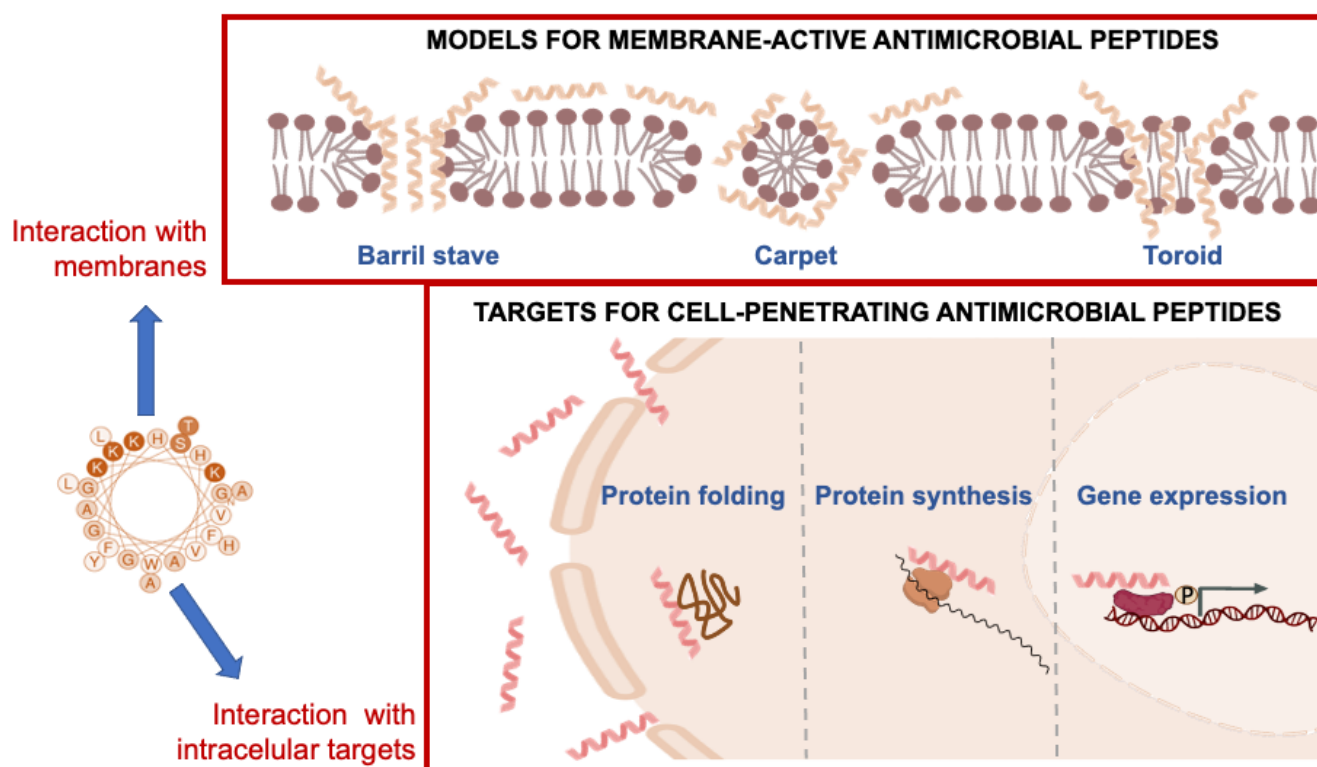 MODELS FOR MEMBRANE-ACTIVE ANTIMICROBIAL PEPTIDES
Barril stave
Carpet
Toroid
Interaction with
membranes
TARGETS FOR CELL-PENETRATING ANTIMICROBIAL PEPTIDES
Protein folding
Protein synthesis
Gene expression
P
T
L K K K H S H K
L G G A
A N V
G F H
Y F G W A V
A
Interaction with
intracelular targets